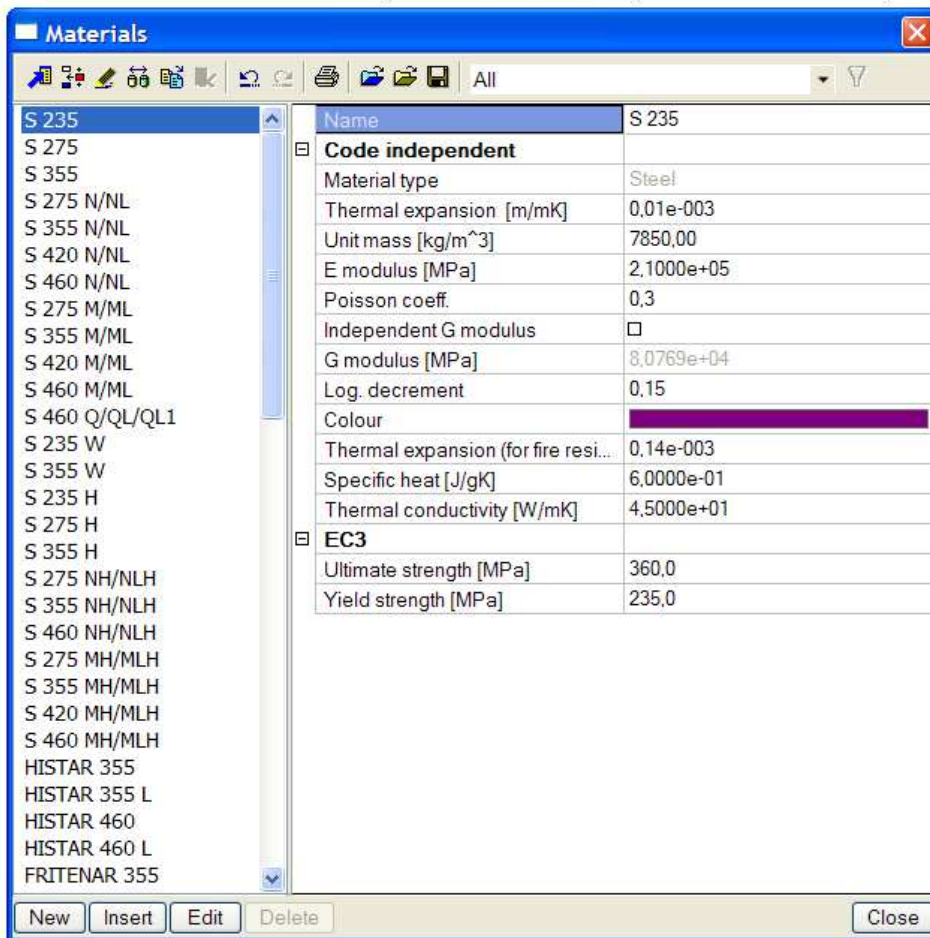 Materials
All
S 235
S 275
S 355
S 275 N/NL
S 355 N/NL
S 420 N/NL
S 460 N/NL
S 275 M/ML
S 355 M/ML
S 420 M/ML
S 460 M/ML
S 460 Q/QL/QL1
S 235 W
S 355 W
S 235 H
S 275 H
S 355 H
S 275 NH/NLH
S 355 NH/NLH
S 460 NH/NLH
S 275 MH/MLH
S 355 MH/MLH
S 420 MH/MLH
S 460 MH/MLH
HISTAR 355
HISTAR 355 L
HISTAR 460
HISTAR 460 L
FRITENAR 355
Name S 235
Code independent
Material type Steel
Thermal expansion [m/mK] 0,01e-003
Unit mass [kg/m^3] 7850,00
E modulus [MPa] 2,1000e+05
Poisson coeff. 0,3
Independent G modulus
G modulus [MPa] 8,0769e+04
Log. decrement 0,15
Colour
Thermal expansion (for fire resi... 0,14e-003
Specific heat [J/gK] 6,0000e-01
Thermal conductivity [W/mK] 4,5000e+01
EC3
Ultimate strength [MPa] 360,0
Yield strength [MPa] 235,0
New Insert Edit Delete Close